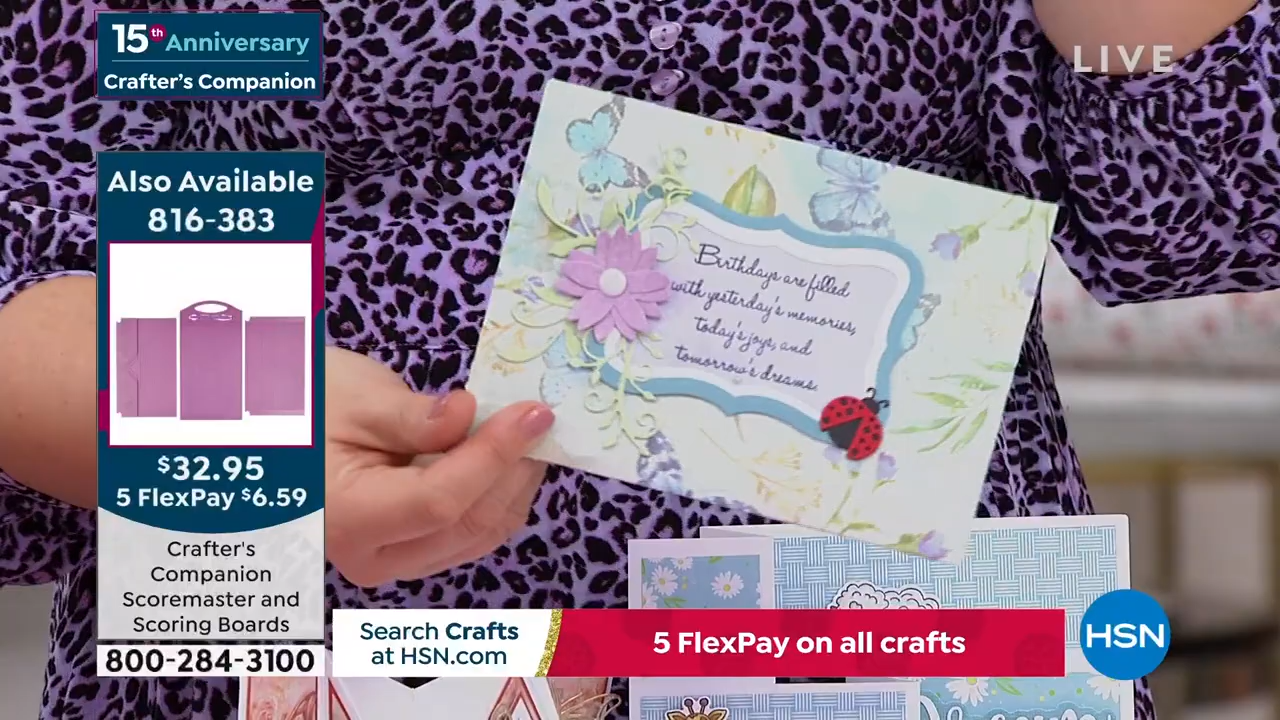 15th Anniversary
Crafter's Companion
LIVE
Also Available
816-383
$32.95
5 FlexPay $6.59
Crafter's
Companion
Scoremaster and
Scoring Boards
800-284-3100
Birthdays are filled
with yesterday's memories,
today's joys, and
tomorrow's dreams.
Search Crafts
at HSN.com
5 FlexPay on all crafts
HSN